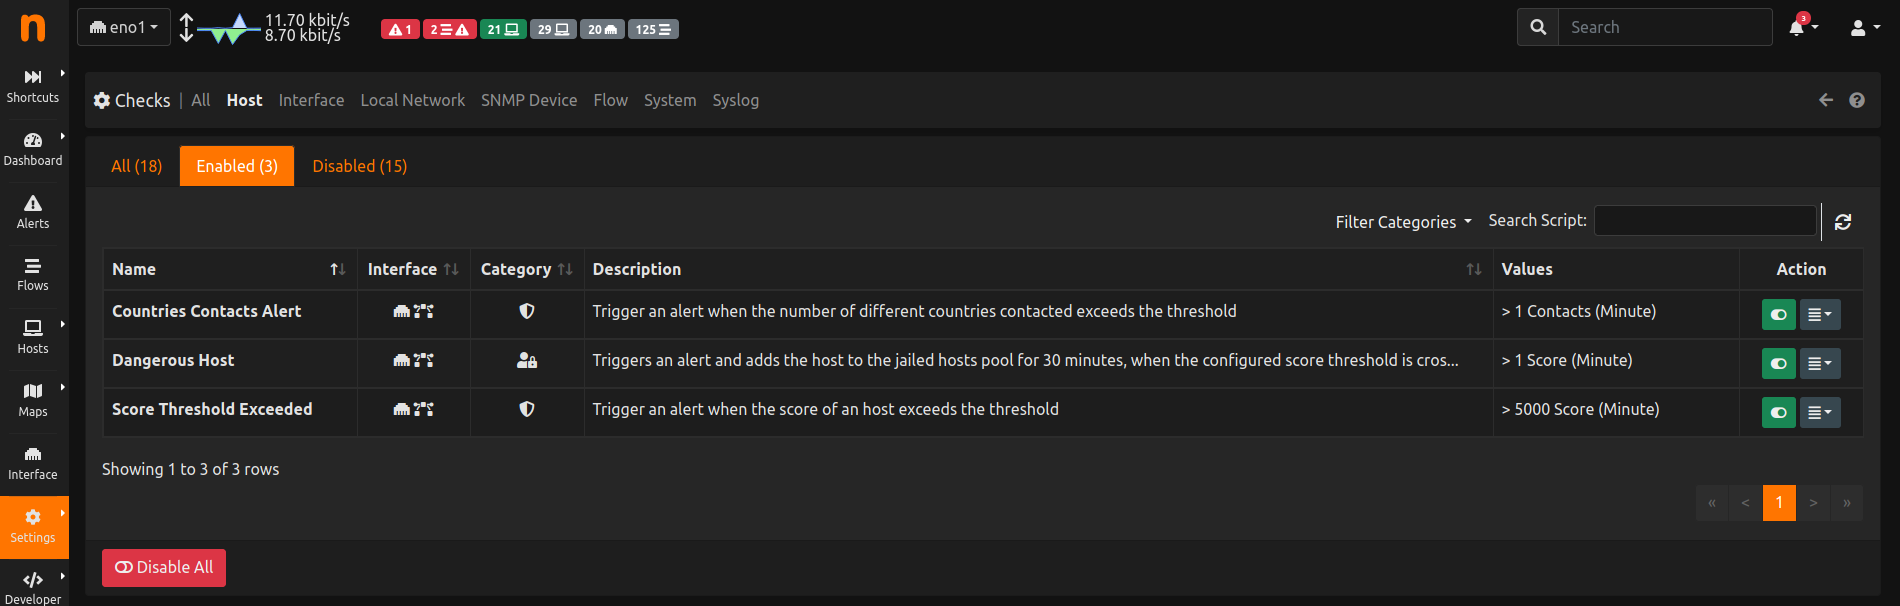 n
eno1
11.70 kbit/s
8.70 kbit/s
1
2
21
29
20
125
Search
3
Shortcuts
Dashboard
Alerts
Flows
Hosts
Maps
Interface
Settings
Developer
Checks | All Host Interface Local Network SNMP Device Flow System Syslog
All (18) Enabled (3) Disabled (15)
Filter Categories Search Script:
Name Interface Category Description Values Action
Countries Contacts Alert Trigger an alert when the number of different countries contacted exceeds the threshold > 1 Contacts (Minute)
Dangerous Host Triggers an alert and adds the host to the jailed hosts pool for 30 minutes, when the configured score threshold is cros... > 1 Score (Minute)
Score Threshold Exceeded Trigger an alert when the score of an host exceeds the threshold > 5000 Score (Minute)
Showing 1 to 3 of 3 rows
« < 1 > »
Disable All